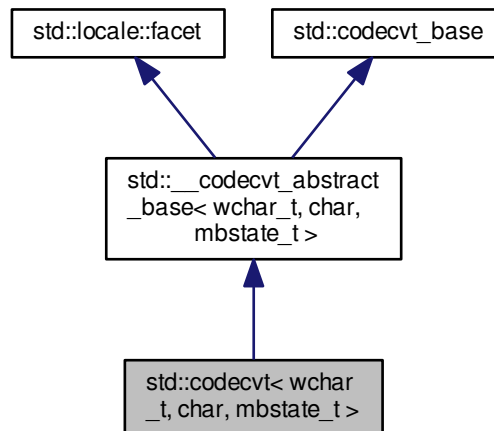 std::locale::facet
std::codecvt_base
std::__codecvt_abstract
_base< wchar_t, char,
mbstate_t >
std::codecvt< wchar
_t, char, mbstate_t >